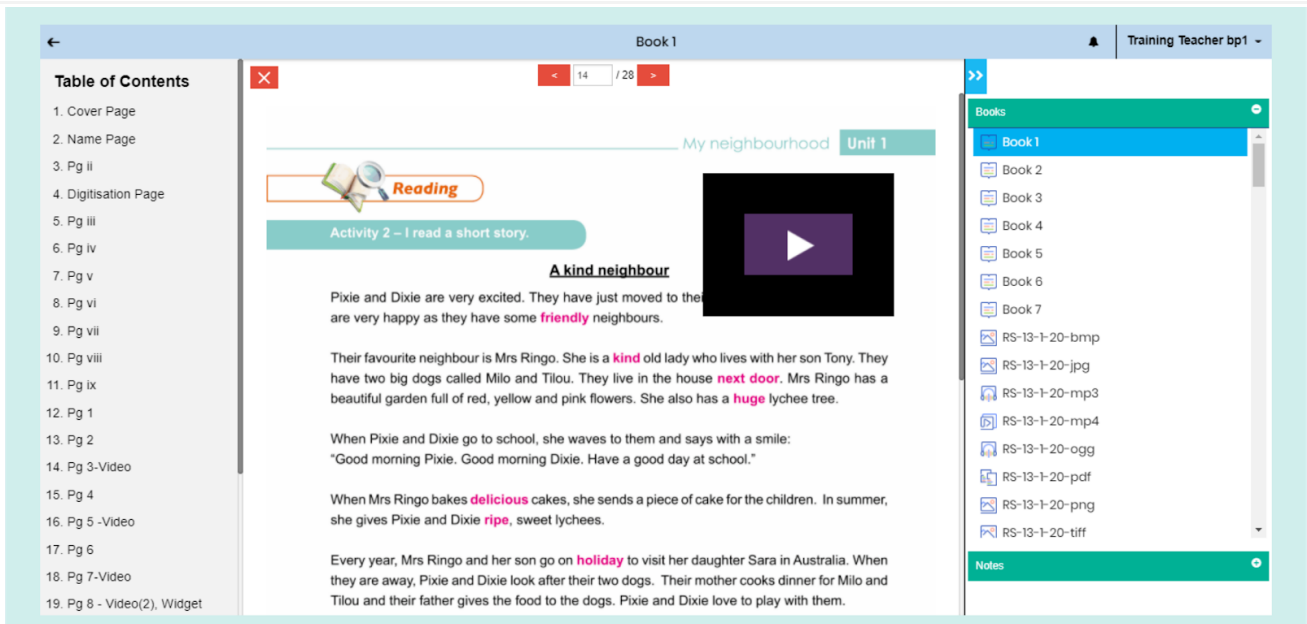 Book 1
Training Teacher bp1
Table of Contents
1. Cover Page
2. Name Page
3. Pg ii
4. Digitisation Page
5. Pg iii
6. Pg iv
7. Pg v
8. Pg vi
9. Pg vii
10. Pg viii
11. Pg ix
12. Pg 1
13. Pg 2
14. Pg 3-Video
15. Pg 4
16. Pg 5 -Video
17. Pg 6
18. Pg 7-Video
19. Pg 8 - Video(2), Widget
< 14 / 28 >
My neighbourhood Unit 1
Reading
Activity 2 – I read a short story.
A kind neighbour
Pixie and Dixie are very excited. They have just moved to
are very happy as they have some friendly neighbours.
Their favourite neighbour is Mrs Ringo. She is a kind old lady who lives with her son Tony. They
have two big dogs called Milo and Tilou. They live in the house next door. Mrs Ringo has a
beautiful garden full of red, yellow and pink flowers. She also has a huge lychee tree.
When Pixie and Dixie go to school, she waves to them and says with a smile:
“Good morning Pixie. Good morning Dixie. Have a good day at school.”
When Mrs Ringo bakes delicious cakes, she sends a piece of cake for the children. In summer,
she gives Pixie and Dixie ripe, sweet lychees.
Every year, Mrs Ringo and her son go on holiday to visit her daughter Sara in Australia. When
they are away, Pixie and Dixie look after their two dogs. Their mother cooks dinner for Milo and
Tilou and their father gives the food to the dogs. Pixie and Dixie love to play with them.
Books
Book 1
Book 2
Book 3
Book 4
Book 5
Book 6
Book 7
RS-13-1-20-bmp
RS-13-1-20-jpg
RS-13-1-20-mp3
RS-13-1-20-mp4
RS-13-1-20-ogg
RS-13-1-20-pdf
RS-13-1-20-png
RS-13-1-20-tiff
Notes